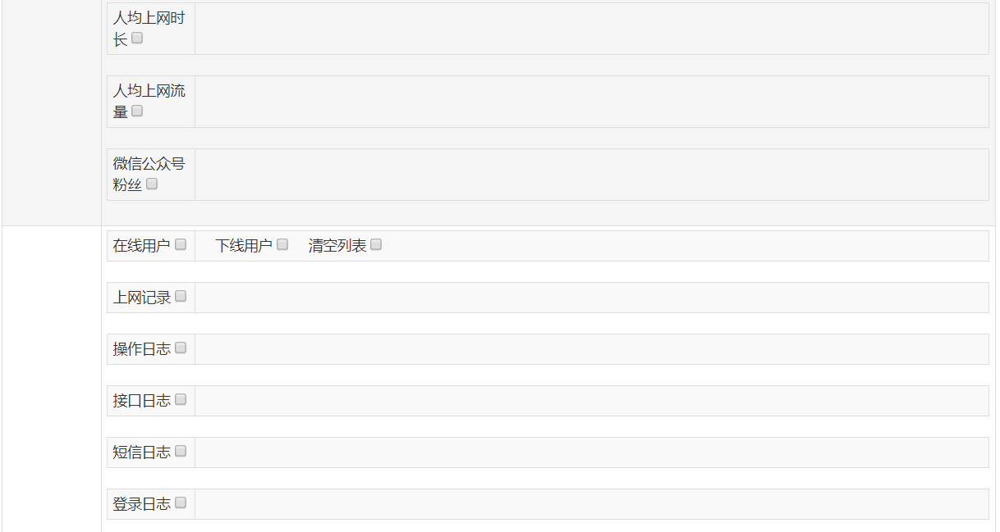 人均上网时
长
人均上网流
量
微信公众号
粉丝
在线用户 下线用户 清空列表
上网记录
操作日志
接口日志
短信日志
登录日志